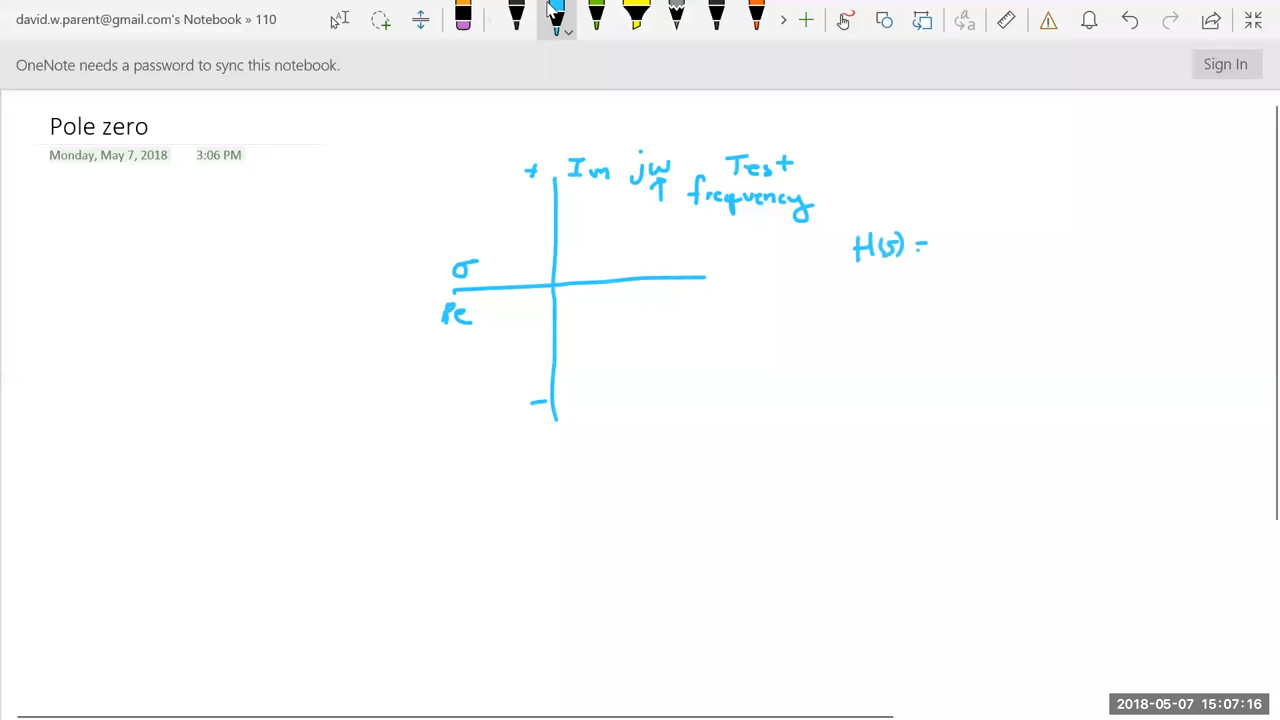 david.w.parent@gmail.com's Notebook » 110
OneNote needs a password to sync this notebook.
Sign In
Pole zero
Monday, May 7, 2018 3:06 PM
+ Im jω Test
↑ frequency
H(s) =
σ
Re
−
2018-05-07 15:07:16